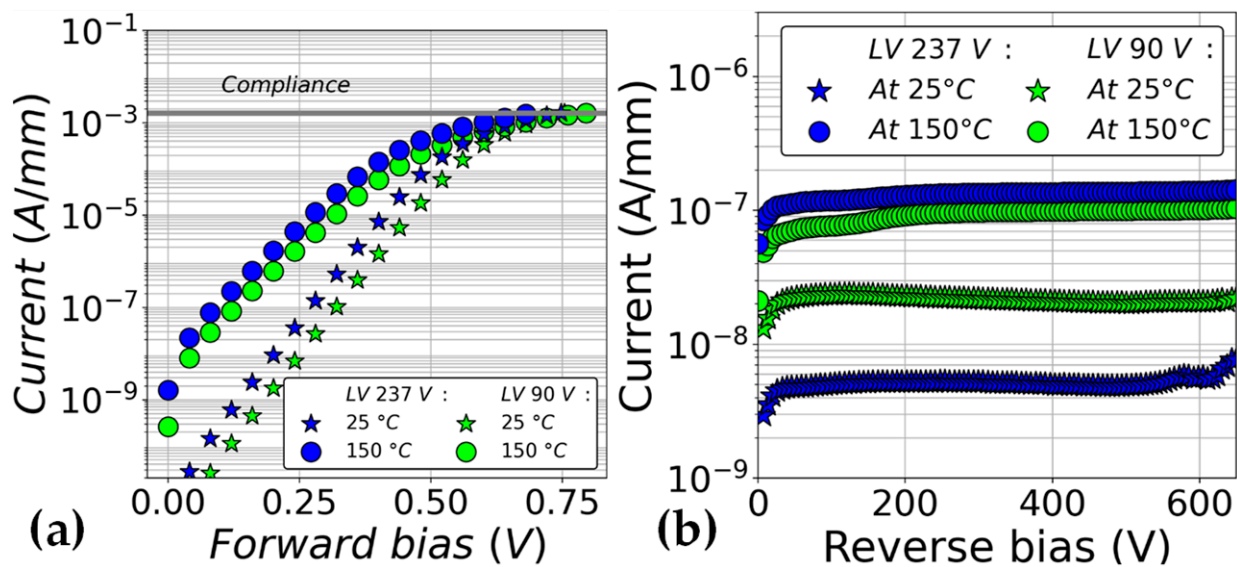 Current (A/mm)
10⁻¹
10⁻³
10⁻⁵
10⁻⁷
10⁻⁹
Compliance
LV 237 V : LV 90 V :
25 °C 25 °C
150 °C 150 °C
0.00 0.25 0.50 0.75
Forward bias (V)
(a)
Current (A/mm)
10⁻⁶
10⁻⁷
10⁻⁸
10⁻⁹
LV 237 V : LV 90 V :
At 25°C At 25°C
At 150°C At 150°C
0 200 400 600
Reverse bias (V)
(b)